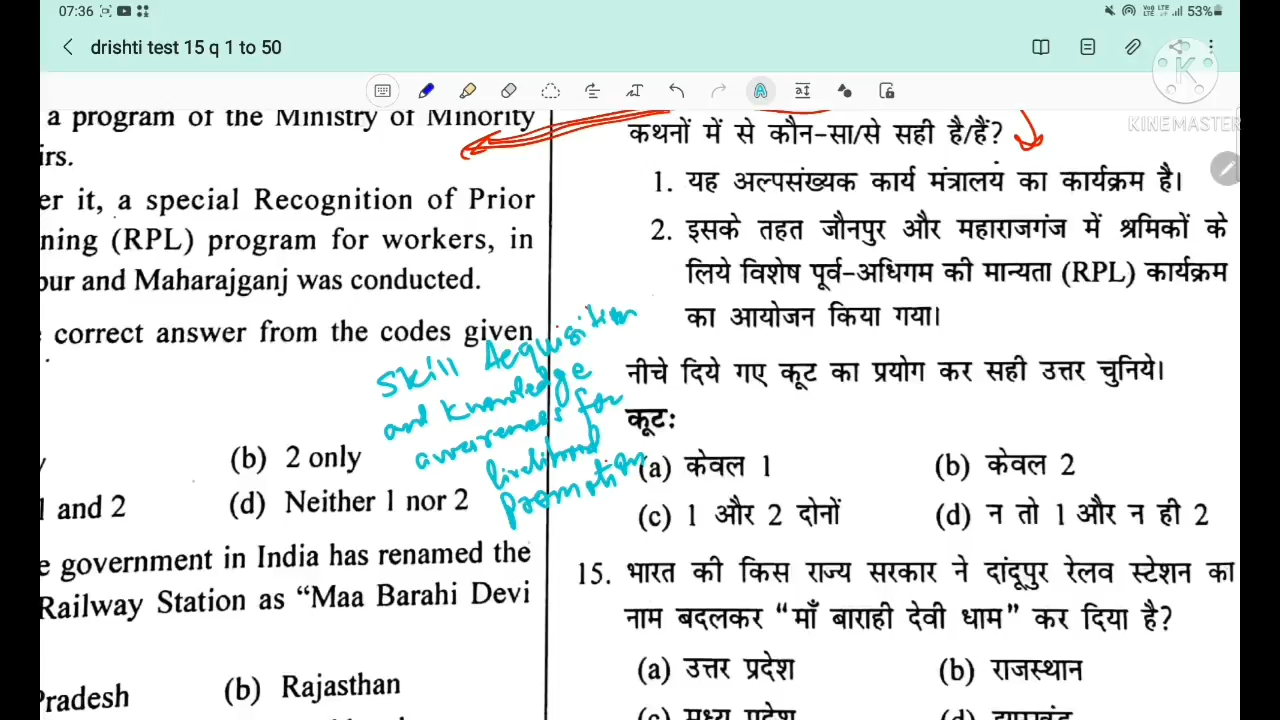 07:36
53%
drishti test 15 q 1 to 50
KINEMASTER
a program of the Ministry of Minority
irs.
er it, a special Recognition of Prior
ning (RPL) program for workers, in
pur and Maharajganj was conducted.
correct answer from the codes given
(b) 2 only
1 and 2
(d) Neither 1 nor 2
e government in India has renamed the
Railway Station as “Maa Barahi Devi
Pradesh
(b) Rajasthan
Skill Acquisition
and Knowledge
awareness for
livelihood
promotion
कथनों में से कौन-सा/से सही है/हैं?
1. यह अल्पसंख्यक कार्य मंत्रालय का कार्यक्रम है।
2. इसके तहत जौनपुर और महाराजगंज में श्रमिकों के
लिये विशेष पूर्व-अधिगम की मान्यता (RPL) कार्यक्रम
का आयोजन किया गया।
नीचे दिये गए कूट का प्रयोग कर सही उत्तर चुनिये।
कूट:
(a) केवल 1
(b) केवल 2
(c) 1 और 2 दोनों
(d) न तो 1 और न ही 2
15. भारत की किस राज्य सरकार ने दांदूपुर रेलव स्टेशन का
नाम बदलकर “माँ बाराही देवी धाम” कर दिया है?
(a) उत्तर प्रदेश
(b) राजस्थान
(c) मध्य प्रदेश
(d) झारखंड